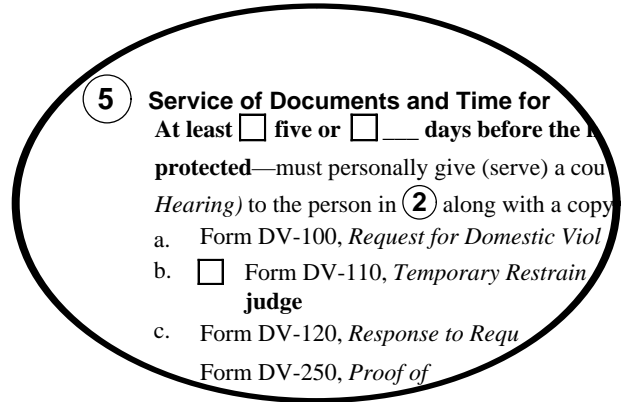 5 Service of Documents and Time for
At least ☐ five or ☐ ___ days before the
protected—must personally give (serve) a cou
Hearing) to the person in 2 along with a copy
a. Form DV-100, Request for Domestic Viol
b. ☐ Form DV-110, Temporary Restrain
judge
c. Form DV-120, Response to Requ
Form DV-250, Proof of